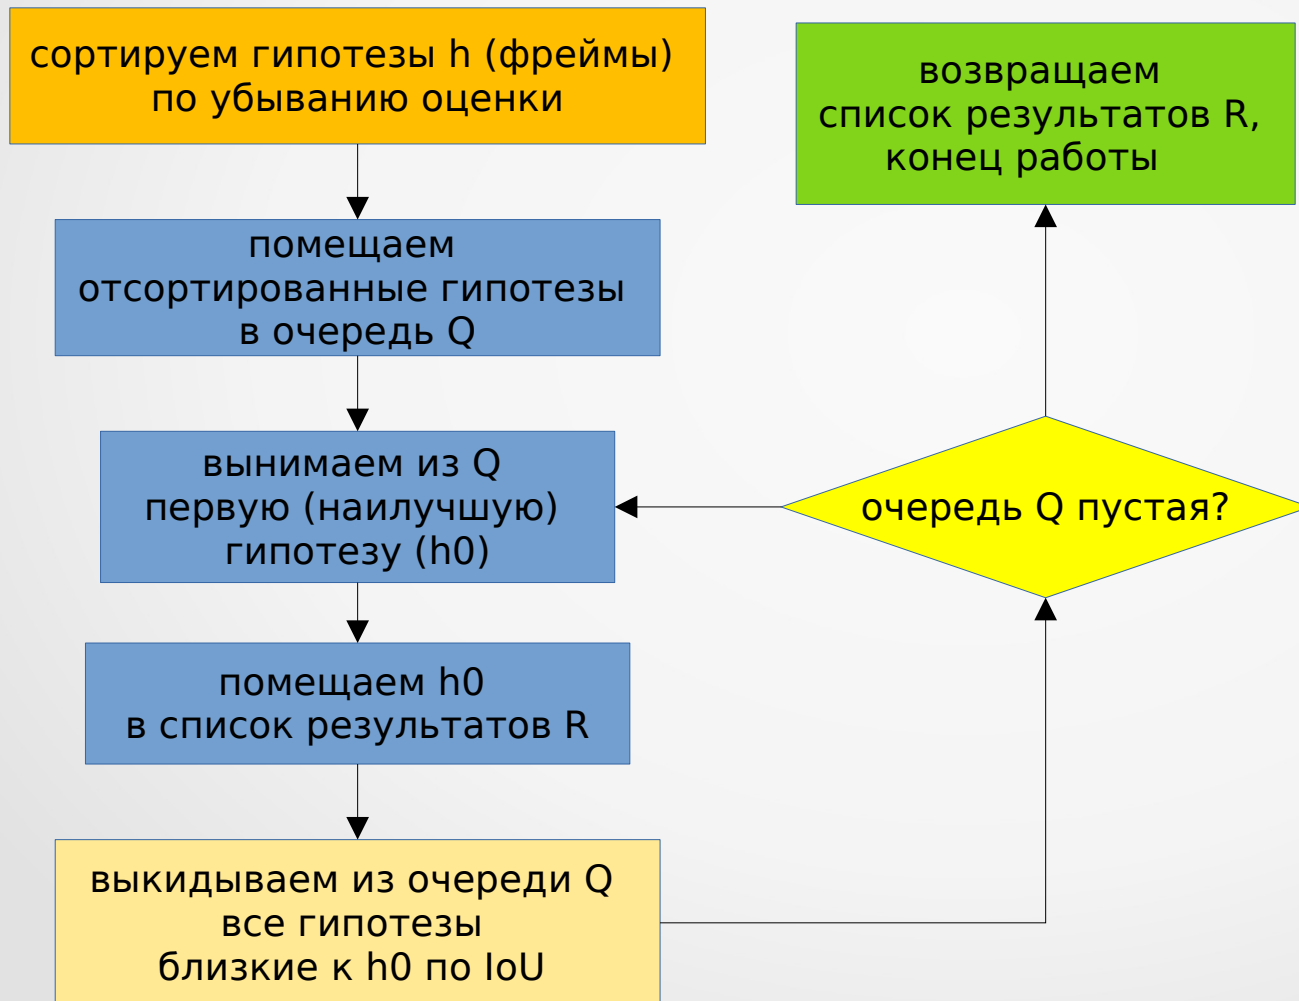 сортируем гипотезы h (фреймы)
по убыванию оценки
помещаем
отсортированные гипотезы
в очередь Q
вынимаем из Q
первую (наилучшую)
гипотезу (h0)
помещаем h0
в список результатов R
выкидываем из очереди Q
все гипотезы
близкие к h0 по IoU
очередь Q пустая?
возвращаем
список результатов R,
конец работы